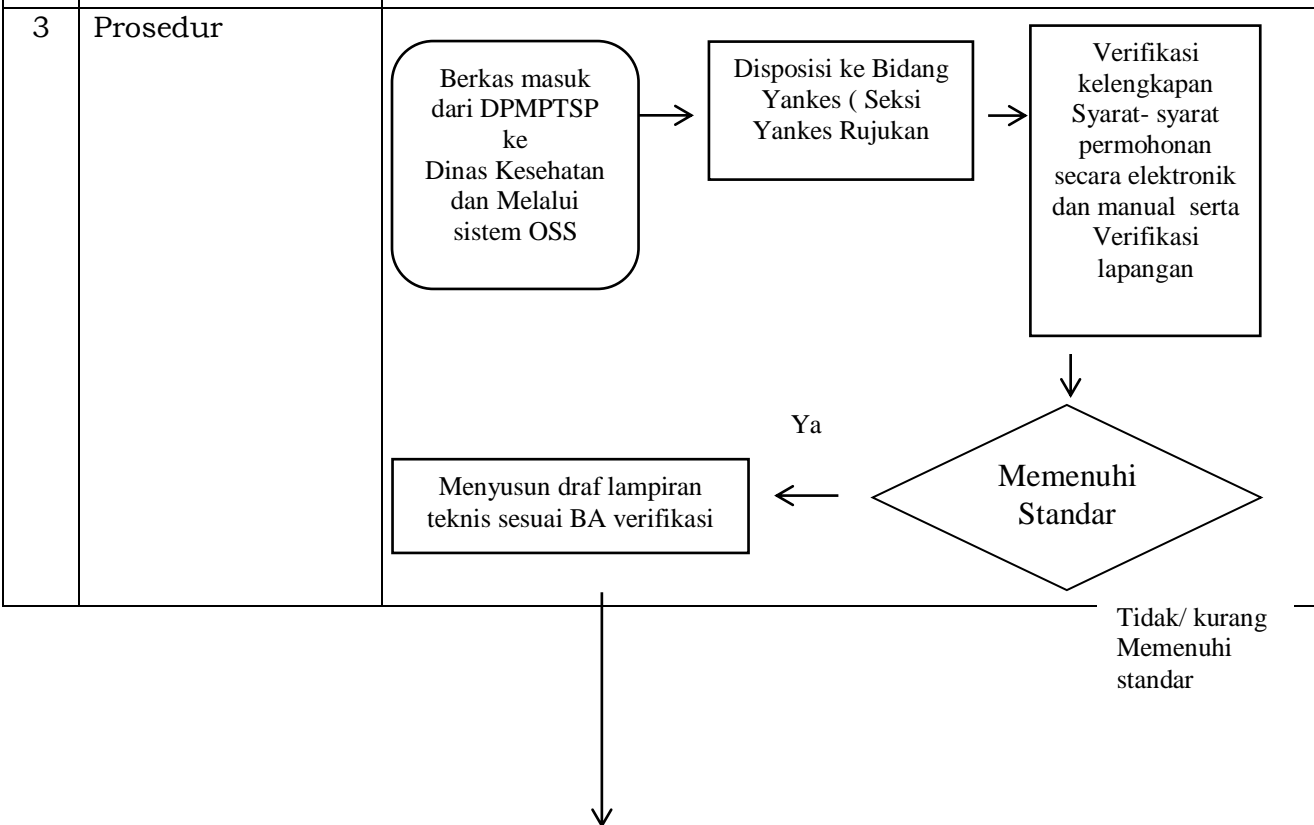 3
Prosedur
Berkas masuk
dari DPMPTSP
ke
Dinas Kesehatan
dan Melalui
sistem OSS
Disposisi ke Bidang
Yankes ( Seksi
Yankes Rujukan
Verifikasi
kelengkapan
Syarat- syarat
permohonan
secara elektronik
dan manual serta
Verifikasi
lapangan
Memenuhi
Standar
Ya
Menyusun draf lampiran
teknis sesuai BA verifikasi
Tidak/ kurang
Memenuhi
standar